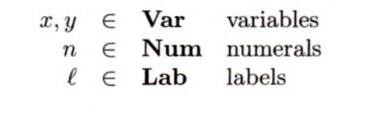 x, y ∈ Var variables
n ∈ Num numerals
ℓ ∈ Lab labels